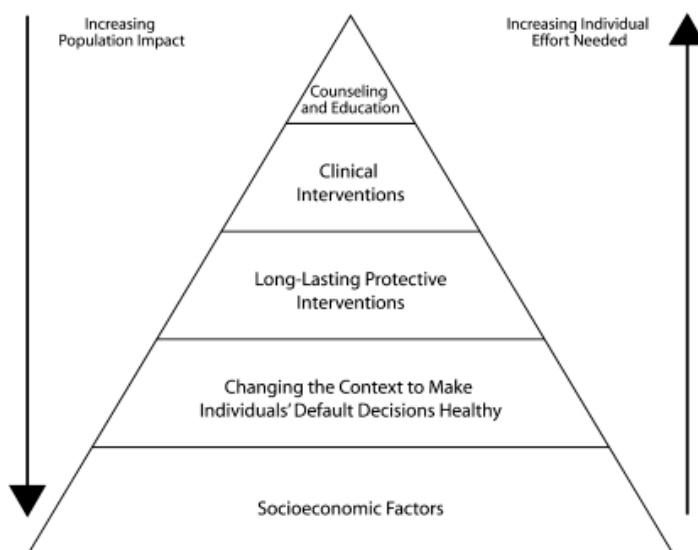 Increasing
Population Impact
Increasing Individual
Effort Needed
Counseling
and Education
Clinical
Interventions
Long-Lasting Protective
Interventions
Changing the Context to Make
Individuals’ Default Decisions Healthy
Socioeconomic Factors